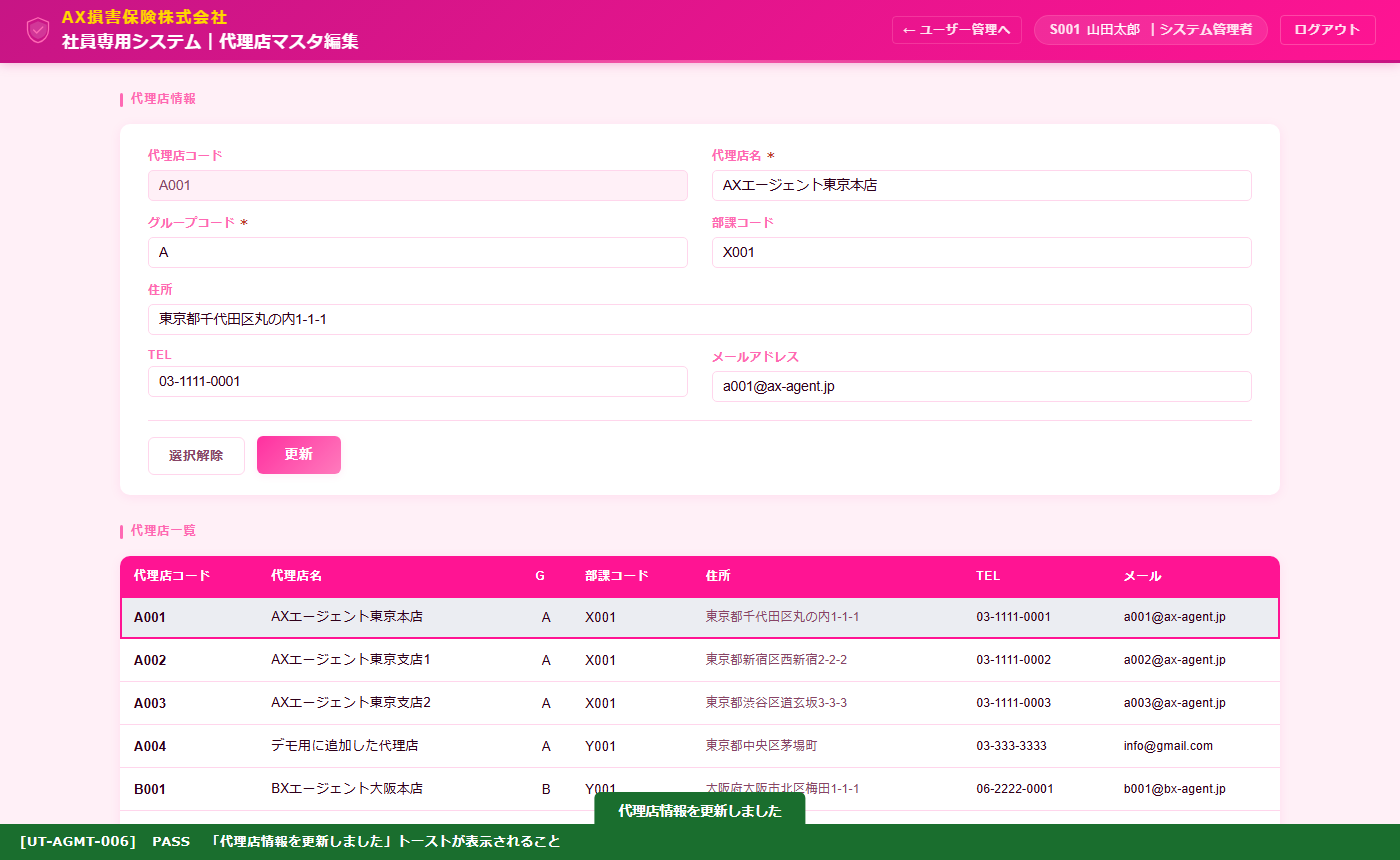 AX損害保険株式会社
社員専用システム | 代理店マスタ編集
← ユーザー管理へ
S001 山田太郎 | システム管理者
ログアウト
代理店情報
代理店コード
代理店名 *
A001
AXエージェント東京本店
グループコード *
部課コード
A
X001
住所
東京都千代田区丸の内1-1-1
TEL
メールアドレス
03-1111-0001
a001@ax-agent.jp
選択解除
更新
代理店一覧
代理店コード 代理店名 G 部課コード 住所 TEL メール
A001 AXエージェント東京本店 A X001 東京都千代田区丸の内1-1-1 03-1111-0001 a001@ax-agent.jp
A002 AXエージェント東京支店1 A X001 東京都新宿区西新宿2-2-2 03-1111-0002 a002@ax-agent.jp
A003 AXエージェント東京支店2 A X001 東京都渋谷区道玄坂3-3-3 03-1111-0003 a003@ax-agent.jp
A004 デモ用に追加した代理店 A Y001 東京都中央区茅場町 03-333-3333 info@gmail.com
B001 BXエージェント大阪本店 B Y001 大阪府大阪市北区梅田1-1-1 06-2222-0001 b001@bx-agent.jp
代理店情報を更新しました
[UT-AGMT-006] PASS 「代理店情報を更新しました」トーストが表示されること